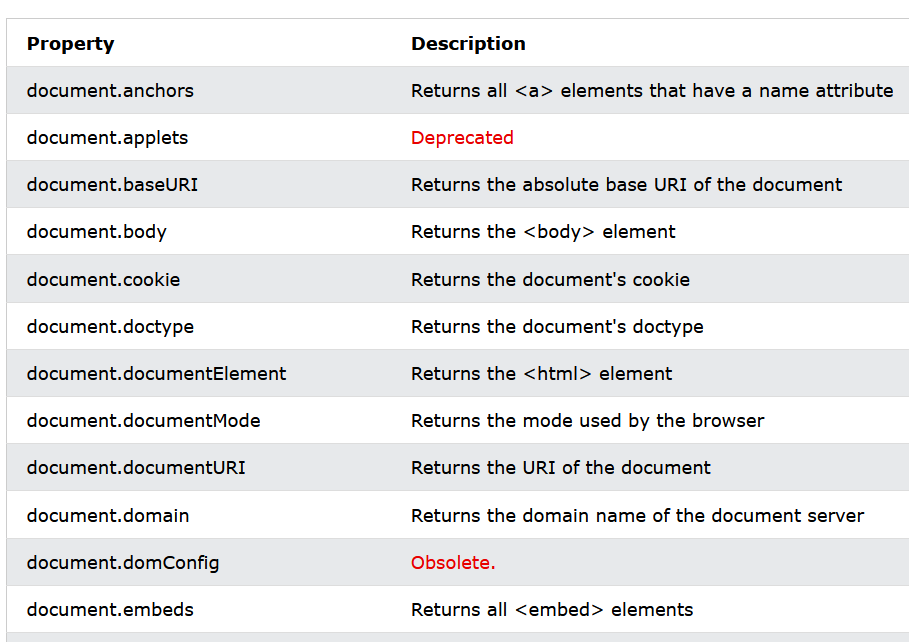 Property Description
document.anchors Returns all <a> elements that have a name attribute
document.applets Deprecated
document.baseURI Returns the absolute base URI of the document
document.body Returns the <body> element
document.cookie Returns the document's cookie
document.doctype Returns the document's doctype
document.documentElement Returns the <html> element
document.documentMode Returns the mode used by the browser
document.documentURI Returns the URI of the document
document.domain Returns the domain name of the document server
document.domConfig Obsolete.
document.embeds Returns all <embed> elements